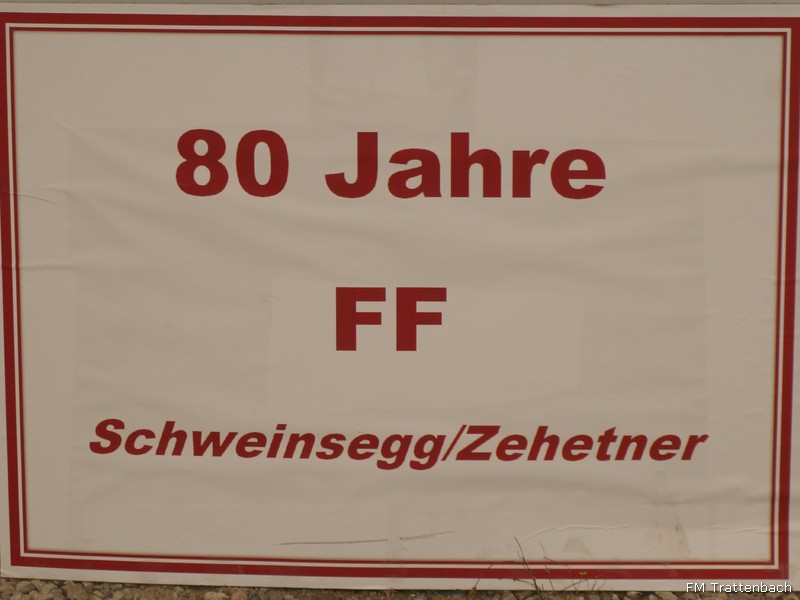 80 Jahre
FF
Schweinsegg/Zehetner
FM Trattenbach